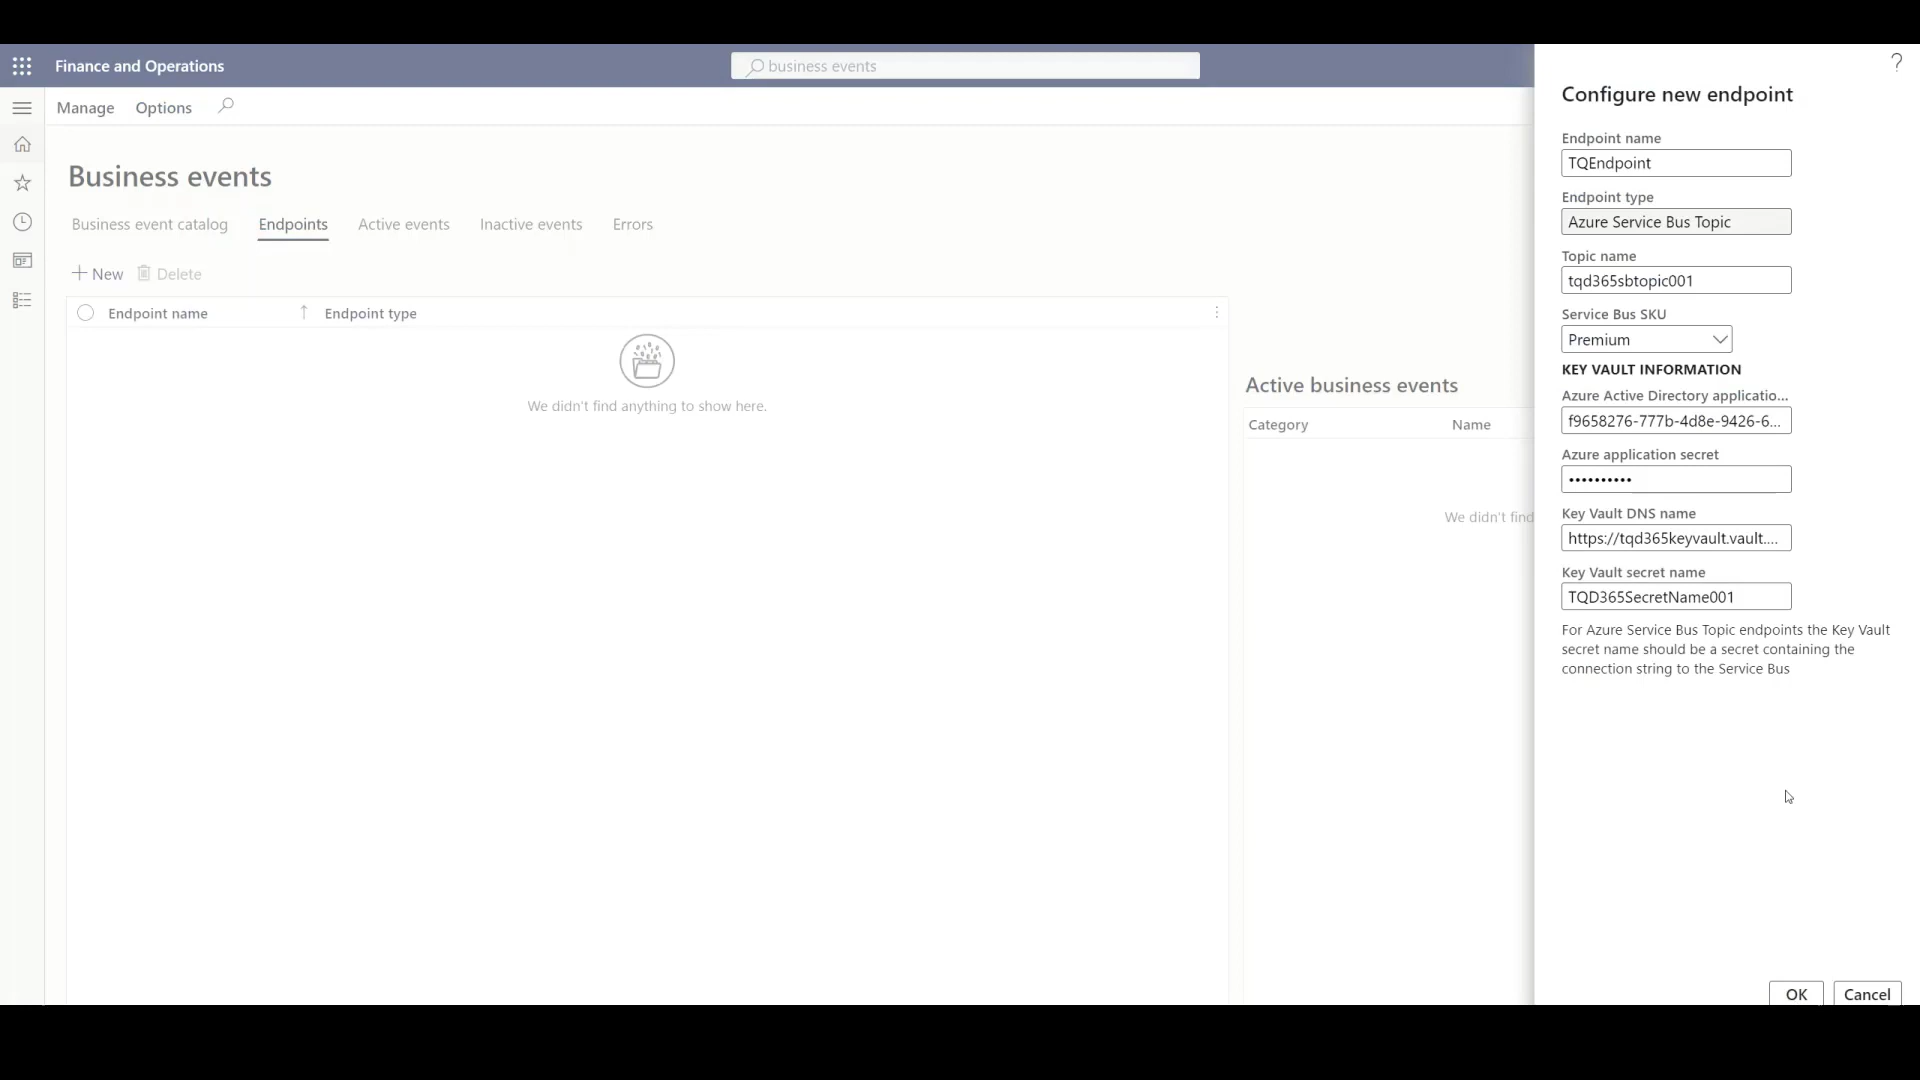 Finance and Operations
business events
?
Manage Options
Configure new endpoint
Business events
Business event catalog Endpoints Active events Inactive events Errors
New Delete
Endpoint name Endpoint type
We didn't find anything to show here.
Active business events
Category Name
We didn't find
Endpoint name
TQEndpoint
Endpoint type
Azure Service Bus Topic
Topic name
tqd365sbtopic001
Service Bus SKU
Premium
KEY VAULT INFORMATION
Azure Active Directory applicatio...
f9658276-777b-4d8e-9426-6...
Azure application secret
••••••••••
Key Vault DNS name
https://tqd365keyvault.vault....
Key Vault secret name
TQD365SecretName001
For Azure Service Bus Topic endpoints the Key Vault
secret name should be a secret containing the
connection string to the Service Bus
OK Cancel